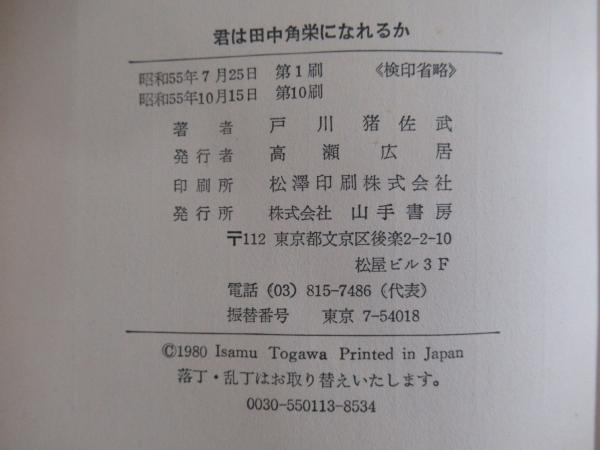 君は田中角栄になれるか
昭和55年7月25日 第1刷 《検印省略》
昭和55年10月15日 第10刷
著者 戸川猪佐武
発行者 高瀬広居
印刷所 松澤印刷株式会社
発行所 株式会社 山手書房
〒112 東京都文京区後楽2-2-10
松屋ビル3F
電話 (03) 815-7486 (代表)
振替番号 東京 7-54018
©1980 Isamu Togawa Printed in Japan
落丁・乱丁はお取り替えいたします。
0030-550113-8534